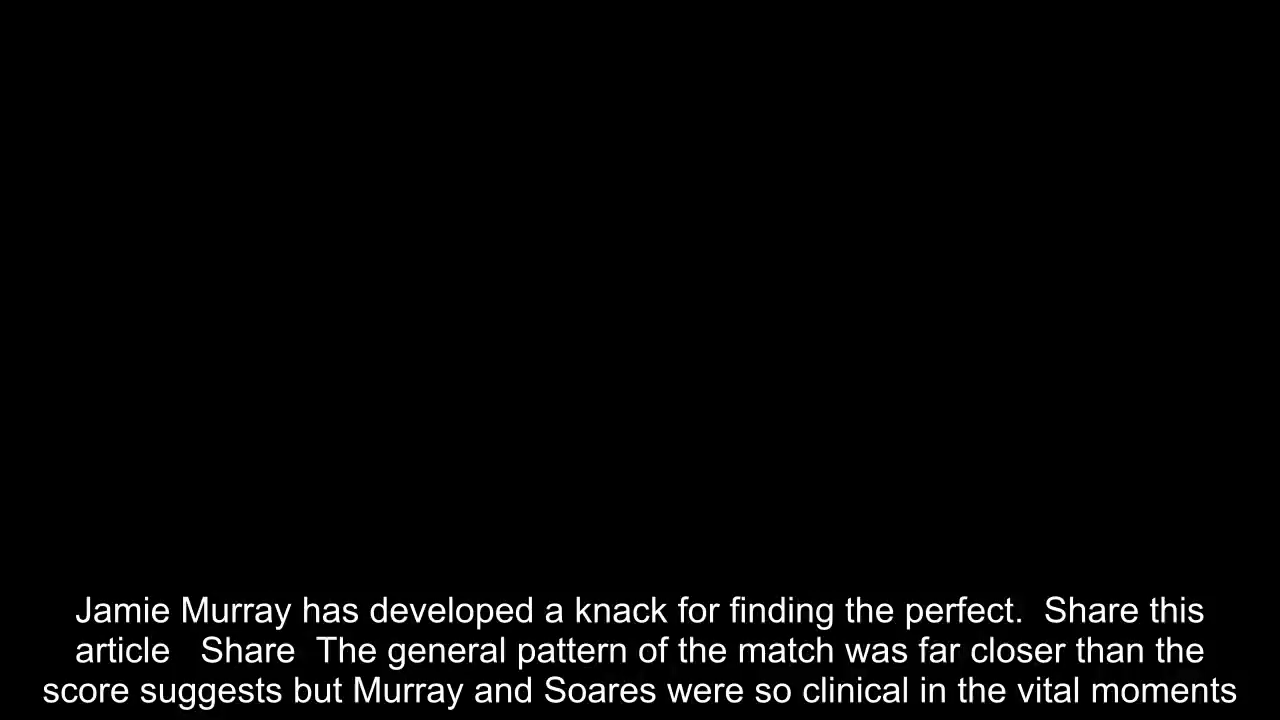 Jamie Murray has developed a knack for finding the perfect.  Share this
article   Share  The general pattern of the match was far closer than the
score suggests but Murray and Soares were so clinical in the vital moments